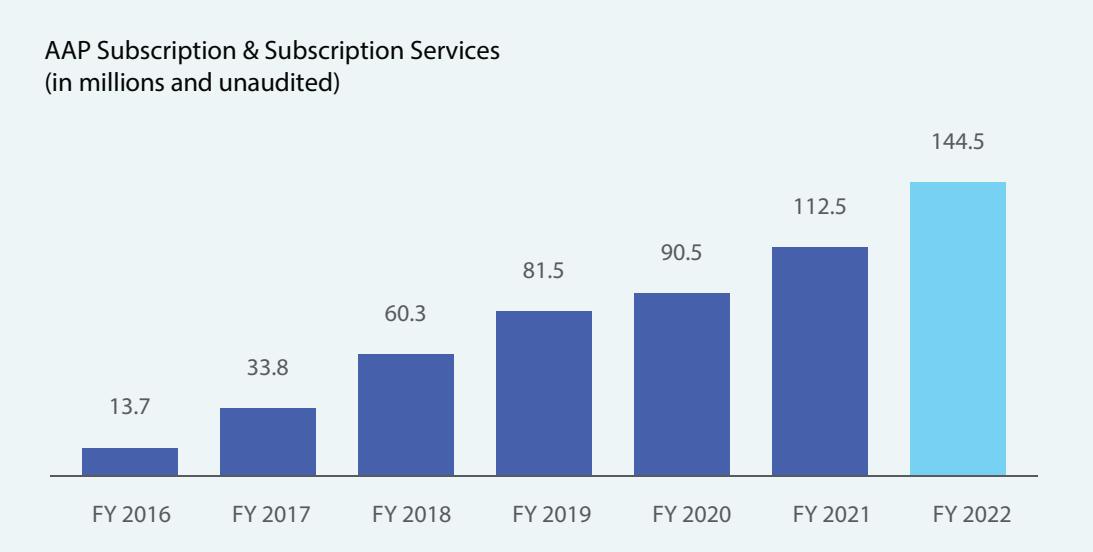 AAP Subscription & Subscription Services
(in millions and unaudited)
144.5
112.5
90.5
81.5
60.3
33.8
13.7
FY 2016 FY 2017 FY 2018 FY 2019 FY 2020 FY 2021 FY 2022